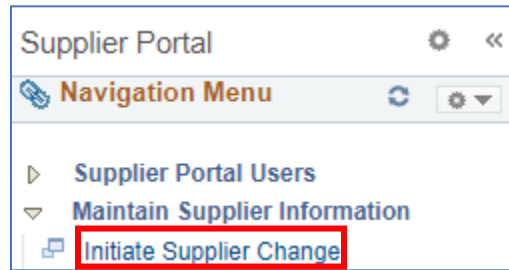 Supplier Portal
Navigation Menu
Supplier Portal Users
Maintain Supplier Information
Initiate Supplier Change